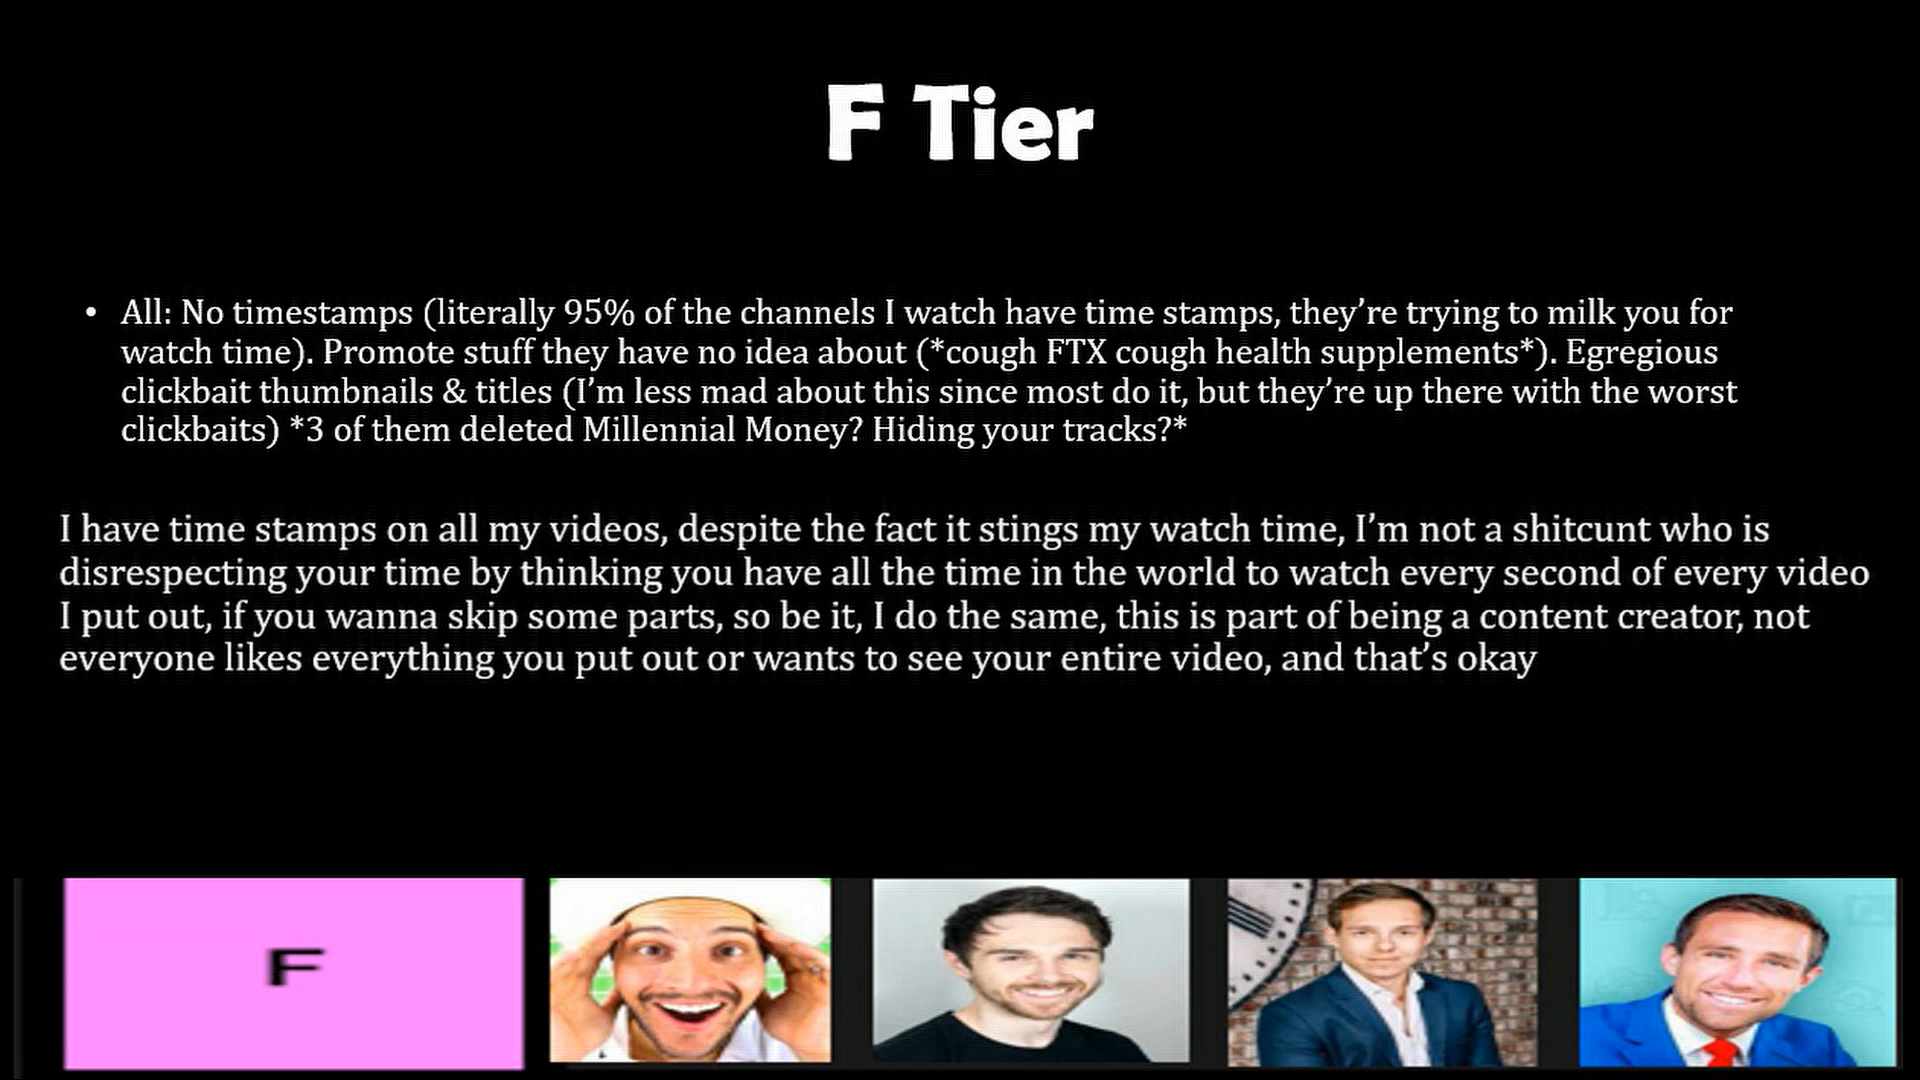 F Tier
• All: No timestamps (literally 95% of the channels I watch have time stamps, they’re trying to milk you for
watch time). Promote stuff they have no idea about (*cough FTX cough health supplements*). Egregious
clickbait thumbnails & titles (I’m less mad about this since most do it, but they’re up there with the worst
clickbaits) *3 of them deleted Millennial Money? Hiding your tracks?*
I have time stamps on all my videos, despite the fact it stings my watch time, I’m not a shitcunt who is
disrespecting your time by thinking you have all the time in the world to watch every second of every video
I put out, if you wanna skip some parts, so be it, I do the same, this is part of being a content creator, not
everyone likes everything you put out or wants to see your entire video, and that’s okay
F